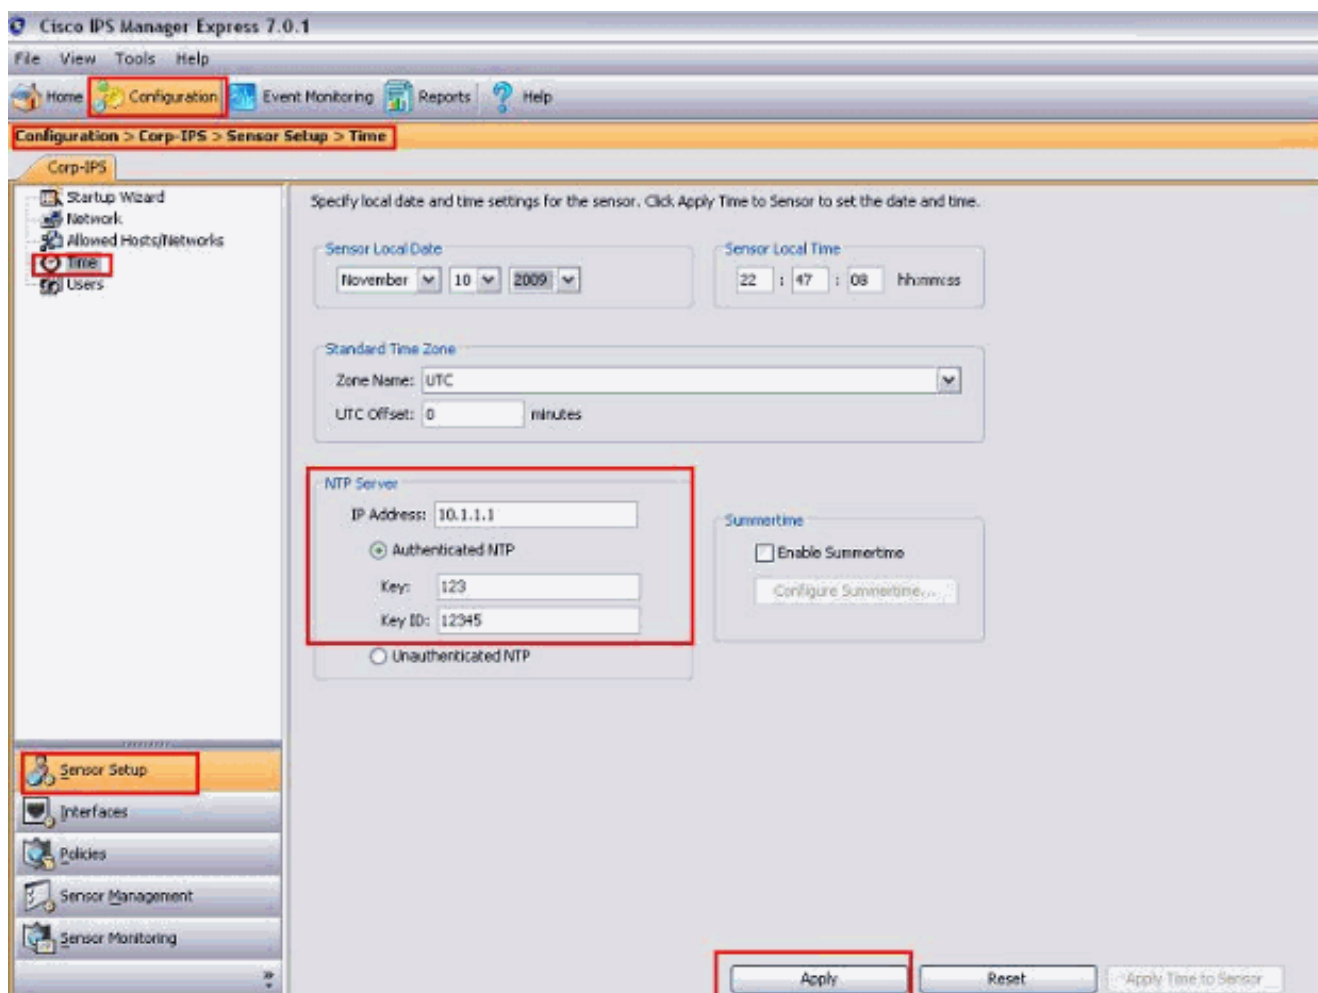 Cisco IPS Manager Express 7.0.1
File View Tools Help
Home Configuration Event Monitoring Reports Help
Configuration > Corp-IPS > Sensor Setup > Time
Corp-IPS
Startup Wizard
Network
Allowed Hosts/Networks
Time
Users
Specify local date and time settings for the sensor. Click Apply Time to Sensor to set the date and time.
Sensor Local Date
November 10 2009
Sensor Local Time
22 : 47 : 08 hh:mm:ss
Standard Time Zone
Zone Name: UTC
UTC Offset: 0 minutes
NTP Server
IP Address: 10.1.1.1
Authenticated NTP
Key: 123
Key ID: 12345
Unauthenticated NTP
Summertime
Enable Summertime
Configure Summertime...
Sensor Setup
Interfaces
Policies
Sensor Management
Sensor Monitoring
Apply Reset Apply Time to Sensor